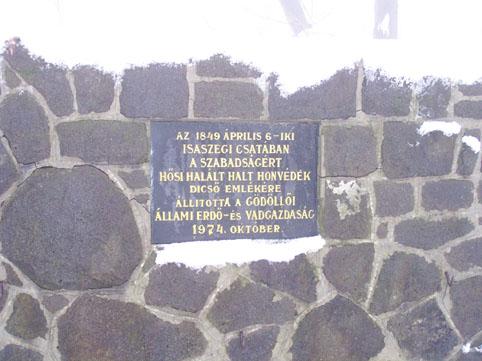 AZ 1849 ÁPRILIS 6-IKI
ISASZEGI CSATÁBAN
A SZABADSÁGÉRT
HŐSI HALÁLT HALT HONVÉDEK
DICSŐ EMLÉKÉRE
ÁLLITOTTA A GÖDÖLLŐI
ÁLLAMI ERDŐ-ÉS VADGAZDASÁG
1974. OKTÓBER.